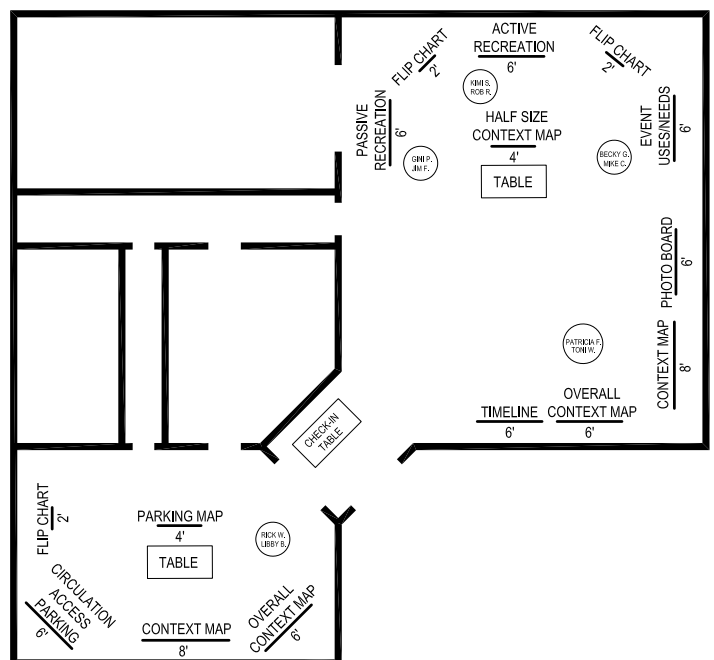 FLIP CHART
2'
ACTIVE
RECREATION
6'
FLIP CHART
2'
KIMI S.
ROB R.
PASSIVE
RECREATION
6'
HALF SIZE
CONTEXT MAP
4'
TABLE
GINI P.
JIM F.
BECKY G.
MIKE C.
EVENT
USES/NEEDS
6'
PHOTO BOARD
6'
CONTEXT MAP
8'
PATRICIA F.
TONI W.
TIMELINE
6'
OVERALL
CONTEXT MAP
6'
CHECK-IN
TABLE
FLIP CHART
2'
PARKING MAP
4'
TABLE
RICK W.
LIBBY B.
CIRCULATION
ACCESS
PARKING
6'
CONTEXT MAP
8'
OVERALL
CONTEXT MAP
6'